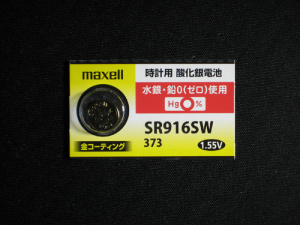 maxell
時計用 酸化銀電池
水銀・鉛0(ゼロ)使用
Hg 0%
SR916SW
373
金コーティング
1.55V